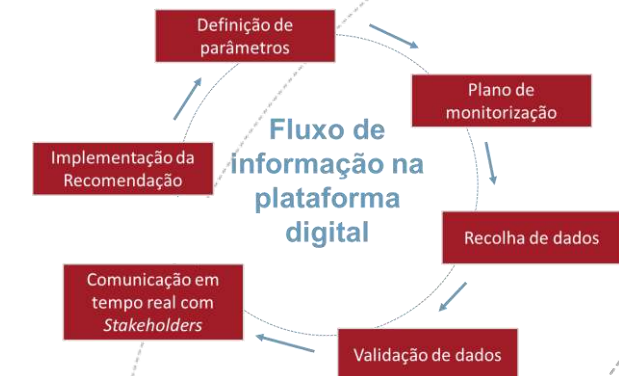 Definição de
parâmetros
Plano de
monitorização
Fluxo de
informação na
plataforma
digital
Implementação da
Recomendação
Recolha de dados
Comunicação em
tempo real com
Stakeholders
Validação de dados